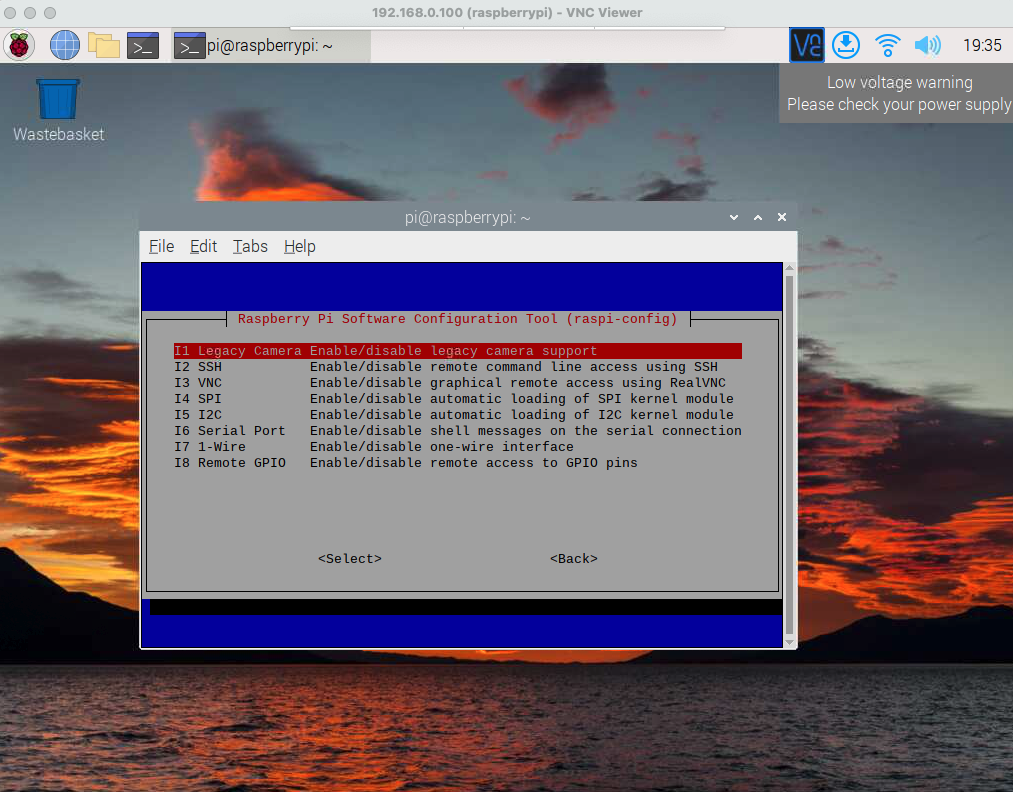 192.168.0.100 (raspberrypi) - VNC Viewer
pi@raspberrypi: ~
19:35
Low voltage warning
Please check your power supply
Wastebasket
pi@raspberrypi: ~
File Edit Tabs Help
Raspberry Pi Software Configuration Tool (raspi-config)
I1 Legacy Camera Enable/disable legacy camera support
I2 SSH Enable/disable remote command line access using SSH
I3 VNC Enable/disable graphical remote access using RealVNC
I4 SPI Enable/disable automatic loading of SPI kernel module
I5 I2C Enable/disable automatic loading of I2C kernel module
I6 Serial Port Enable/disable shell messages on the serial connection
I7 1-Wire Enable/disable one-wire interface
I8 Remote GPIO Enable/disable remote access to GPIO pins
<Select> <Back>